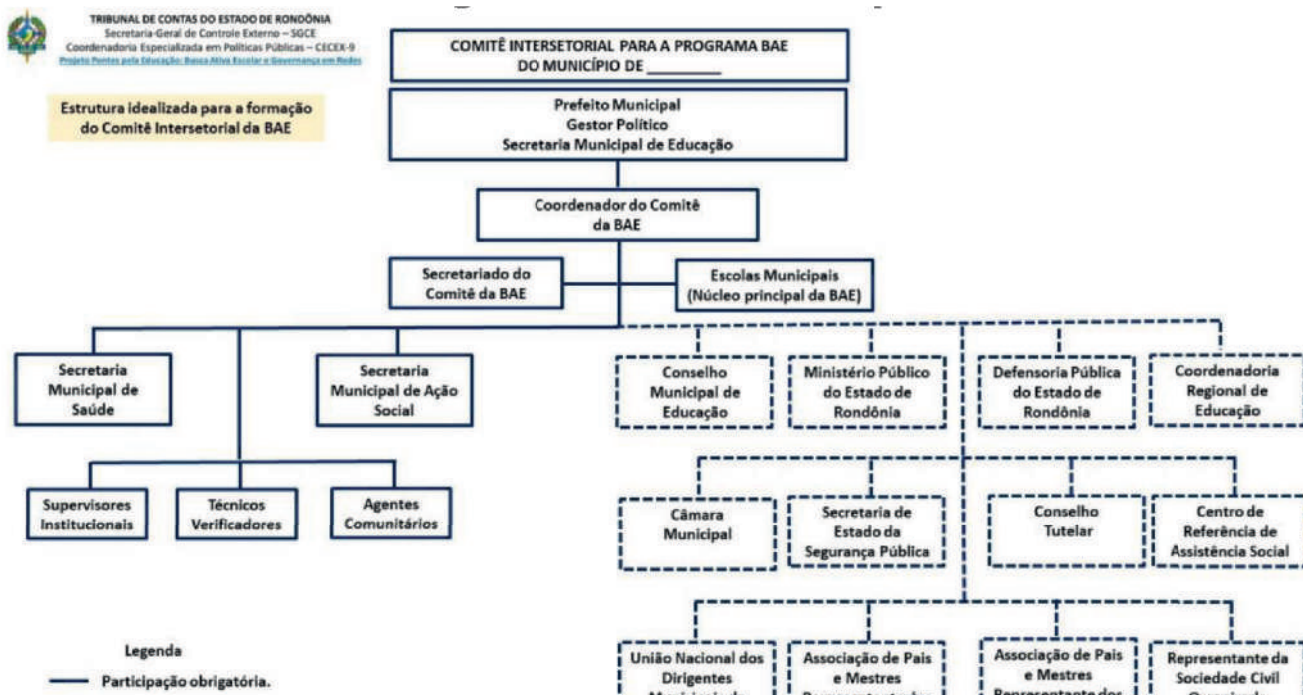 TRIBUNAL DE CONTAS DO ESTADO DE RONDÔNIA
Secretaria-Geral de Controle Externo – SGCE
Coordenadoria Especializada em Políticas Públicas – CECEX-9
Projeto Pontes pela Educação: Busca Ativa Escolar e Governança em Redes
Estrutura idealizada para a formação
do Comitê Intersetorial da BAE
COMITÊ INTERSETORIAL PARA A PROGRAMA BAE
DO MUNICÍPIO DE _________
Prefeito Municipal
Gestor Político
Secretaria Municipal de Educação
Coordenador do Comitê
da BAE
Secretariado do
Comitê da BAE
Escolas Municipais
(Núcleo principal da BAE)
Secretaria
Municipal de
Saúde
Secretaria
Municipal de Ação
Social
Conselho
Municipal de
Educação
Ministério Público
do Estado de
Rondônia
Defensoria Pública
do Estado de
Rondônia
Coordenadoria
Regional de
Educação
Supervisores
Institucionais
Técnicos
Verificadores
Agentes
Comunitários
Câmara
Municipal
Secretaria de
Estado da
Segurança Pública
Conselho
Tutelar
Centro de
Referência de
Assistência Social
União Nacional dos
Dirigentes
Associação de Pais
e Mestres
Associação de Pais
e Mestres
Representante dos
Representante da
Sociedade Civil
Legenda
Participação obrigatória.